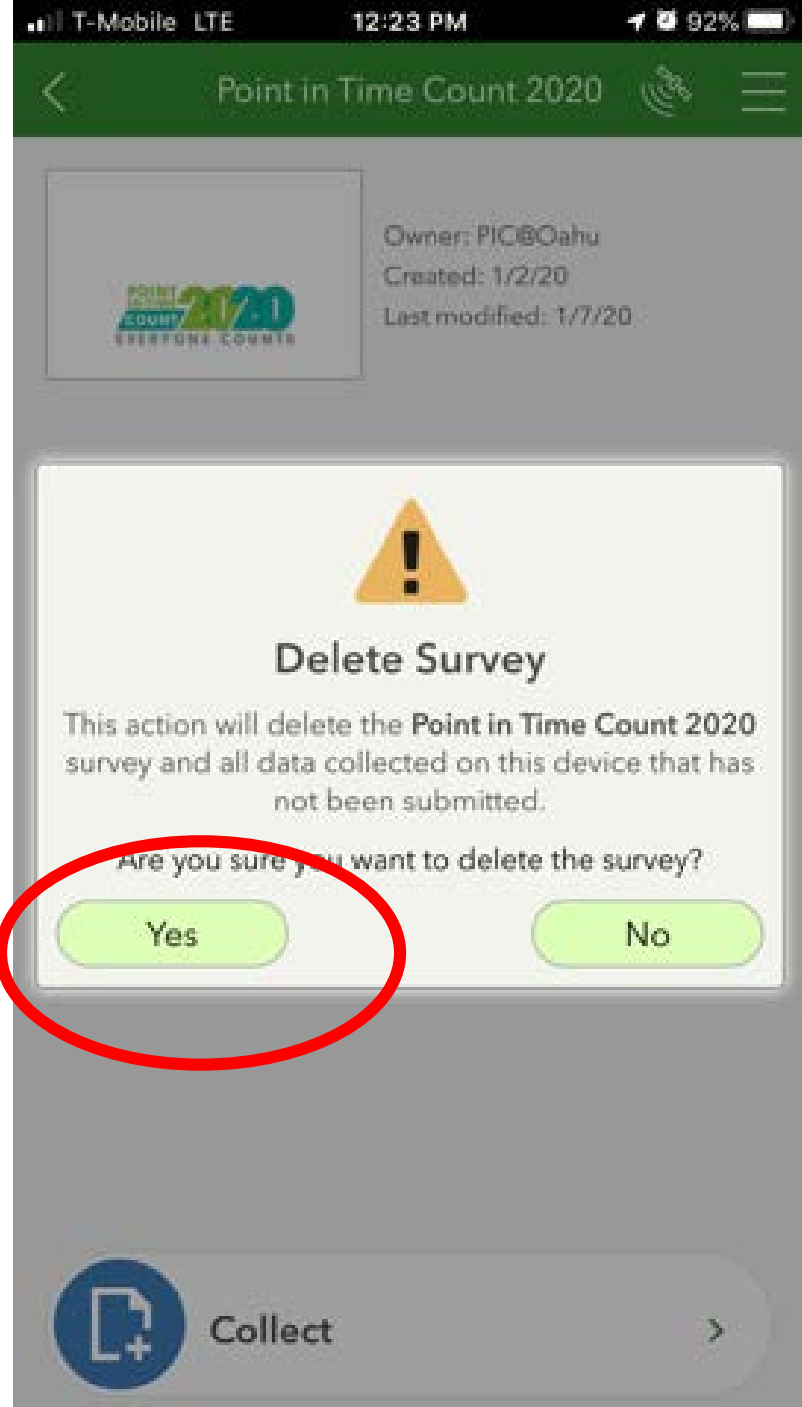 T-Mobile LTE 12:23 PM 92%
Point in Time Count 2020
Owner: PIC@Oahu
Created: 1/2/20
Last modified: 1/7/20
POINT
COUNT 2020
EVERYONE COUNTS
Delete Survey
This action will delete the Point in Time Count 2020
survey and all data collected on this device that has
not been submitted.
Are you sure you want to delete the survey?
Yes No
Collect